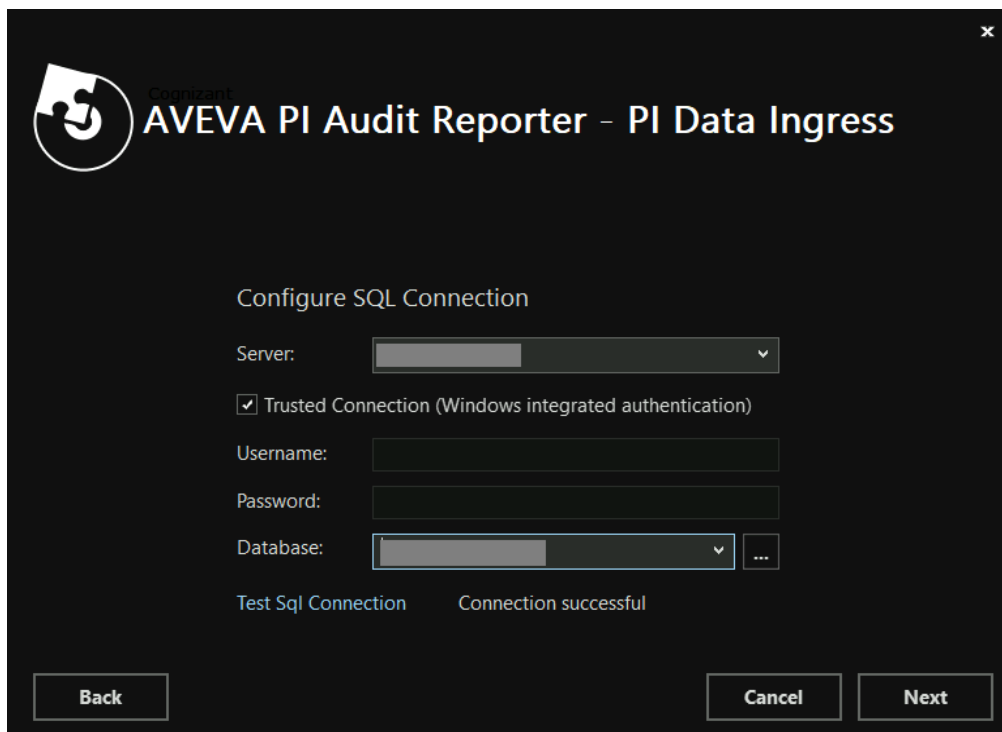 Cognizant
AVEVA PI Audit Reporter - PI Data Ingress
Configure SQL Connection
Server:
Trusted Connection (Windows integrated authentication)
Username:
Password:
Database:
...
Test Sql Connection Connection successful
Back Cancel Next